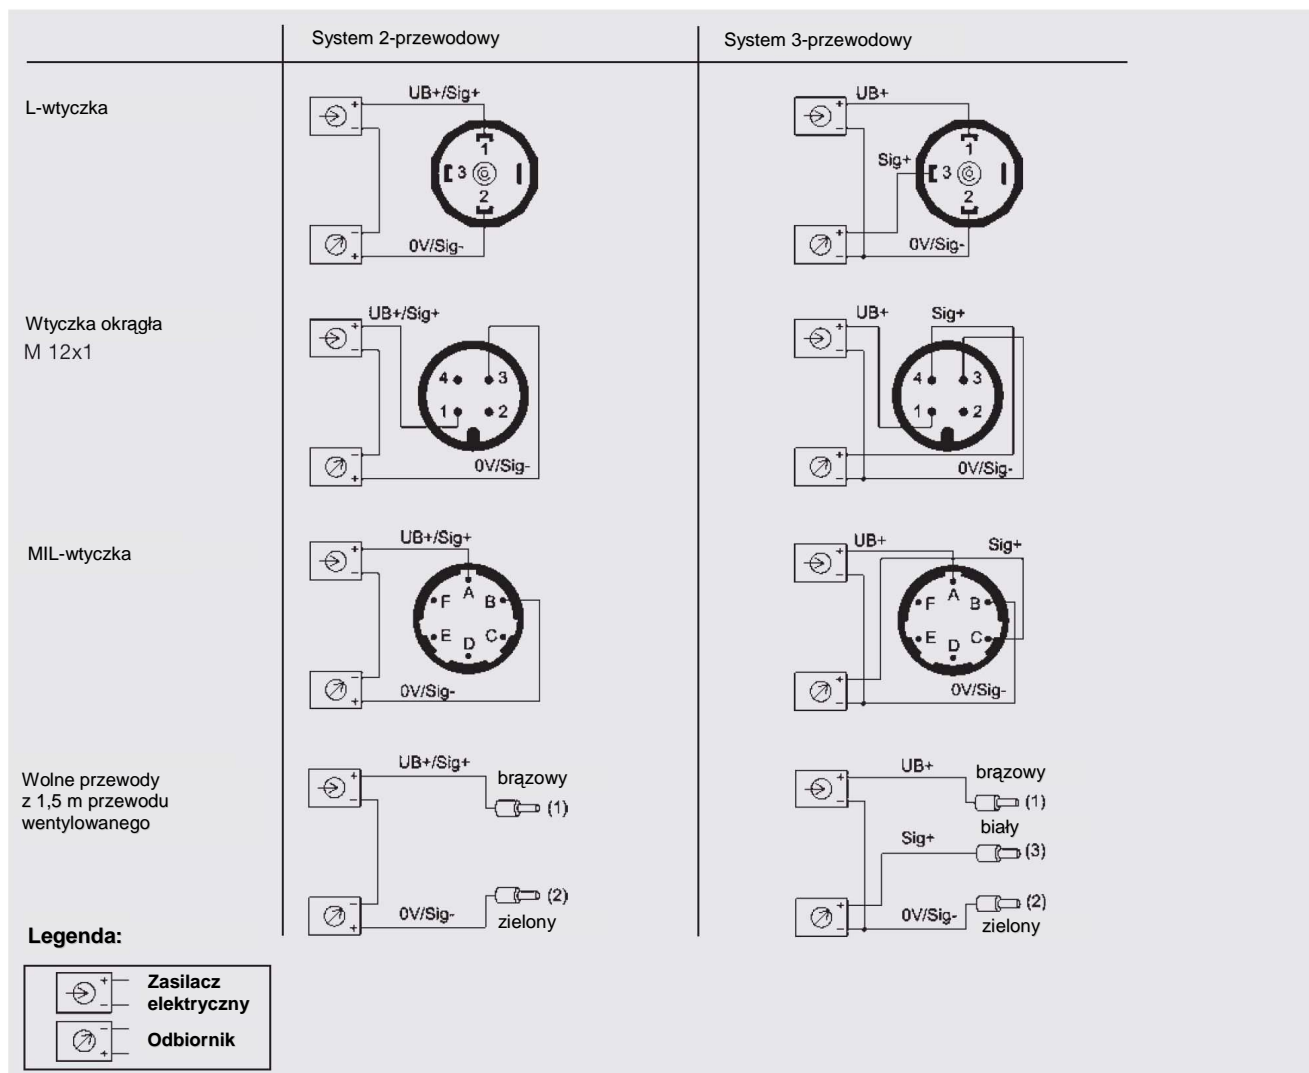 System 2-przewodowy
System 3-przewodowy
L-wtyczka
UB+/Sig+
+
-
1
3
2
-
+
0V/Sig-
UB+
+
-
Sig+
1
3
2
+
-
0V/Sig-
Wtyczka okrągła
M 12x1
UB+/Sig+
+
-
4 3
1 2
-
+
0V/Sig-
UB+
Sig+
+
-
4 3
1 2
+
-
0V/Sig-
MIL-wtyczka
UB+/Sig+
+
-
F A B
E D C
-
+
0V/Sig-
UB+
Sig+
+
-
F A B
E D C
+
-
0V/Sig-
Wolne przewody
z 1,5 m przewodu
wentylowanego
UB+/Sig+
brązowy
+
-
(1)
-
+
(2)
0V/Sig-
zielony
UB+
brązowy
+
-
(1)
biały
Sig+
(3)
+
-
(2)
0V/Sig-
zielony
Legenda:
+
-
Zasilacz
elektryczny
-
+
Odbiornik